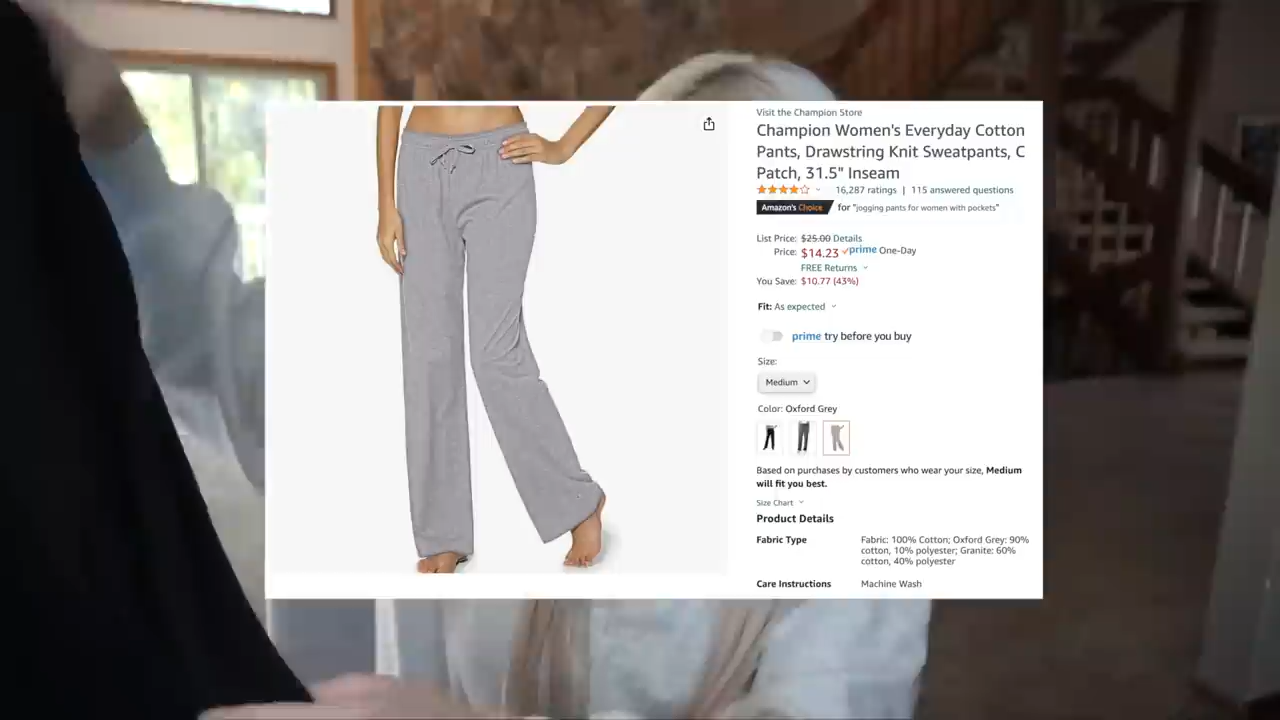 Visit the Champion Store
Champion Women's Everyday Cotton
Pants, Drawstring Knit Sweatpants, C
Patch, 31.5" Inseam
16,287 ratings | 115 answered questions
Amazon's Choice for "jogging pants for women with pockets"
List Price: $25.00 Details
Price: $14.23 prime One-Day
FREE Returns
You Save: $10.77 (43%)
Fit: As expected
prime try before you buy
Size:
Medium
Color: Oxford Grey
Based on purchases by customers who wear your size, Medium
will fit you best.
Size Chart
Product Details
Fabric Type Fabric: 100% Cotton; Oxford Grey: 90%
cotton, 10% polyester; Granite: 60%
cotton, 40% polyester
Care Instructions Machine Wash